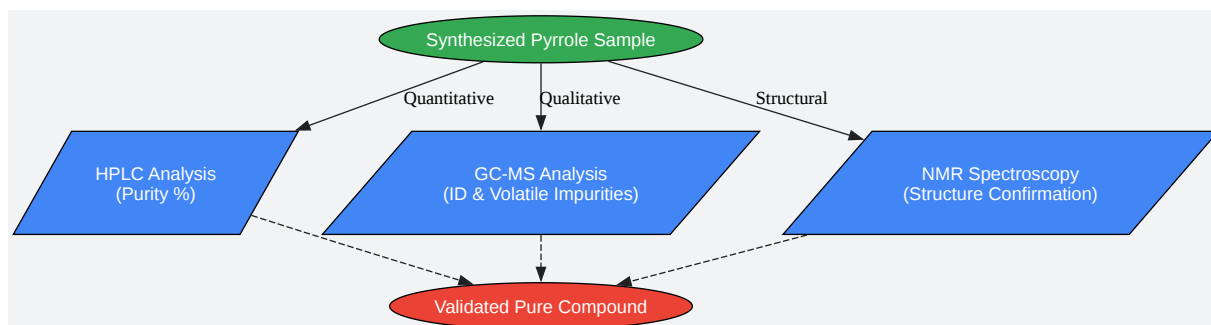 Synthesized Pyrrole Sample
Quantitative
Qualitative
Structural
HPLC Analysis
(Purity %)
GC-MS Analysis
(ID & Volatile Impurities)
NMR Spectroscopy
(Structure Confirmation)
Validated Pure Compound